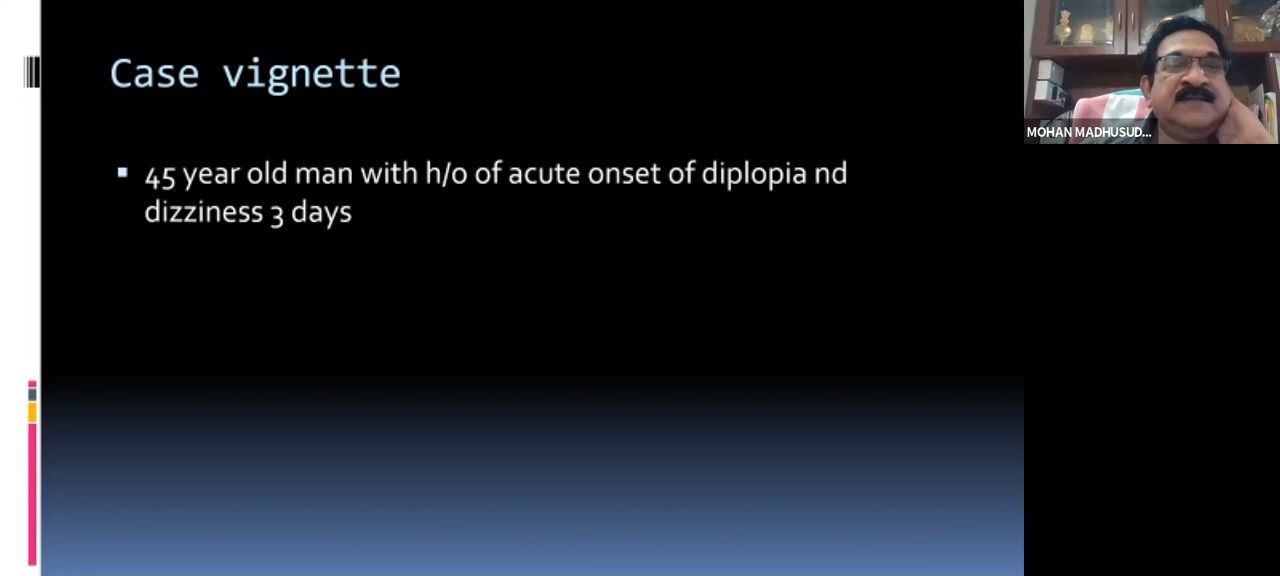 Case vignette
45 year old man with h/o of acute onset of diplopia nd
dizziness 3 days
MOHAN MADHUSUD...